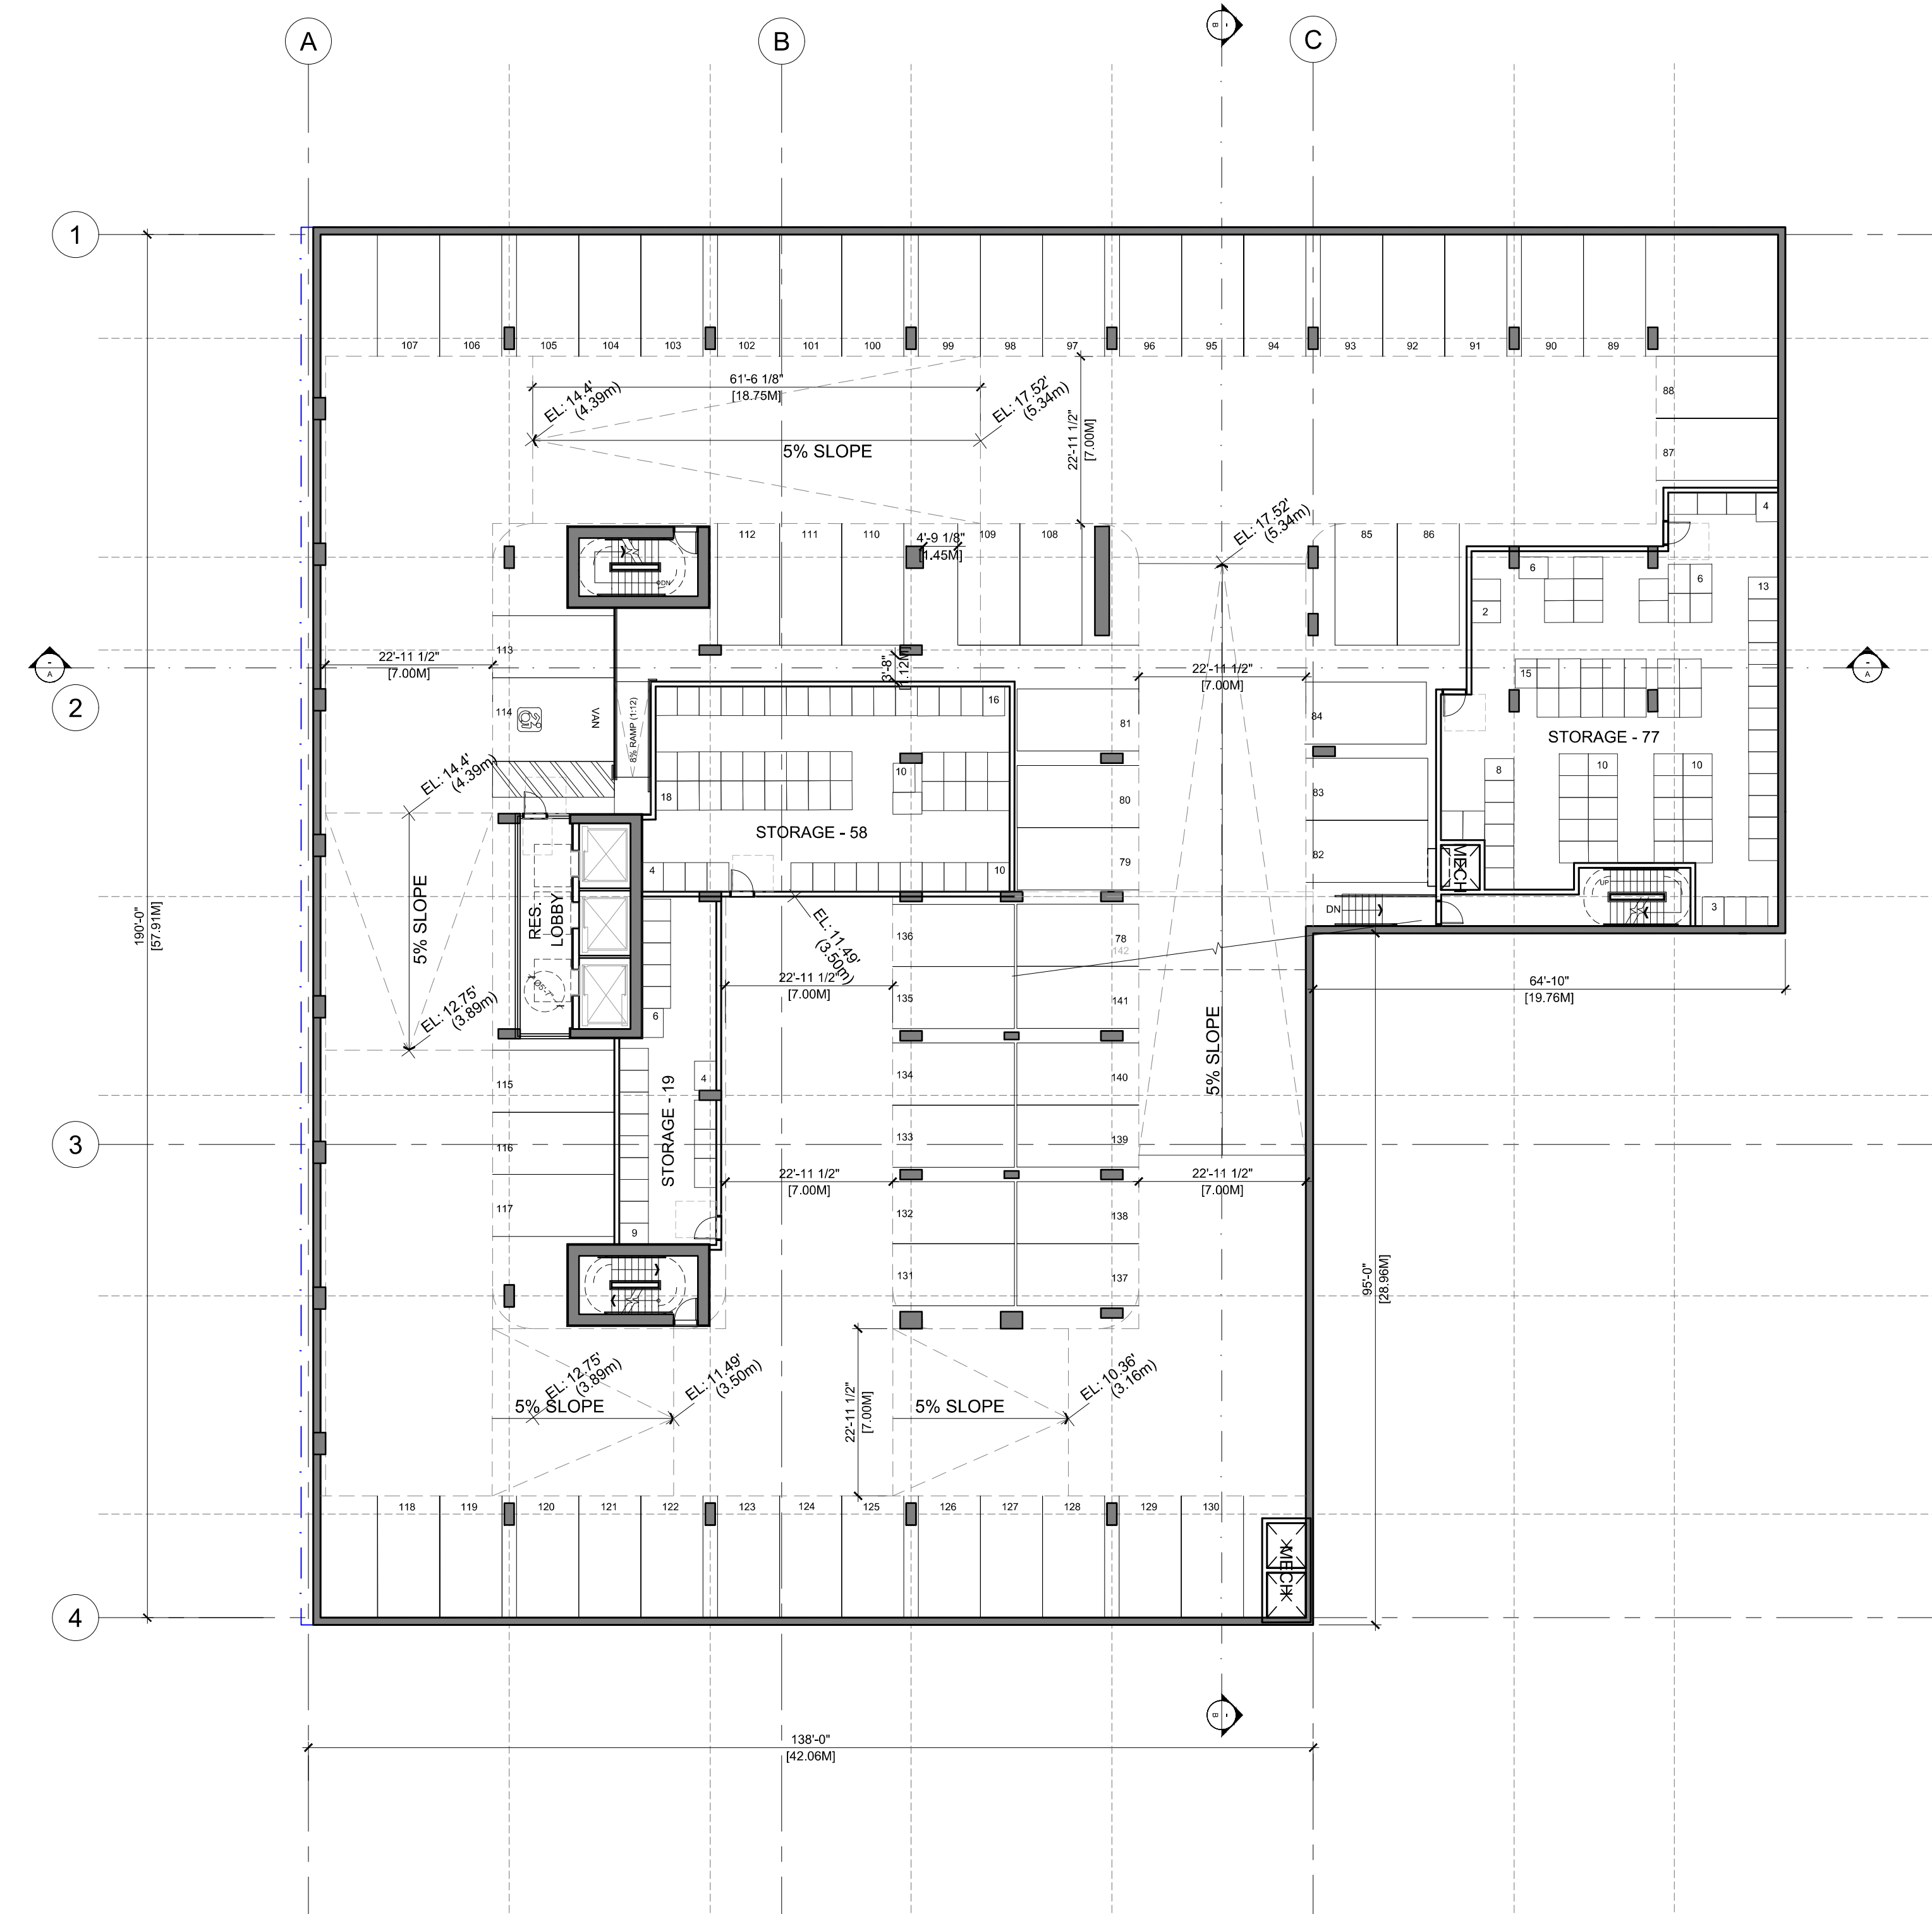 B
A
B
C
1
107
106
105
104
103
102
101
100
99
98
97
96
95
94
93
92
91
90
89
88
87
61'-6 1/8"
[18.75M]
EL: 14.4'
(4.39m)
EL: 17.52'
(5.34m)
5% SLOPE
22'-11 1/2"
[7.00M]
EL: 17.52'
(5.34m)
112
111
110
4'-9 1/8"
[1.45M]
109
108
85
86
4
DN
6
6
13
2
113
22'-11 1/2"
[7.00M]
3'-8"
[1.12M]
22'-11 1/2"
[7.00M]
A
A
2
114
VAN
8% RAMP (1:12)
16
81
84
15
STORAGE - 77
EL: 14.4'
(4.39m)
10
18
STORAGE - 58
80
83
8
10
10
4
10
79
82
MECH
UP
DN
3
190'-0"
[57.91M]
5% SLOPE
RES.
LOBBY
Ø5'-7"
EL: 11.49'
(3.50m)
136
78
142
22'-11 1/2"
[7.00M]
135
141
64'-10"
[19.76M]
EL: 12.75'
(3.89m)
6
5% SLOPE
115
4
134
140
STORAGE - 19
3
116
133
139
22'-11 1/2"
[7.00M]
22'-11 1/2"
[7.00M]
117
9
132
138
131
137
95'-0"
[28.96M]
EL: 12.75'
(3.89m)
EL: 11.49'
(3.50m)
5% SLOPE
22'-11 1/2"
[7.00M]
5% SLOPE
EL: 10.36'
(3.16m)
118
119
120
121
122
123
124
125
126
127
128
129
130
MECH
4
B
138'-0"
[42.06M]